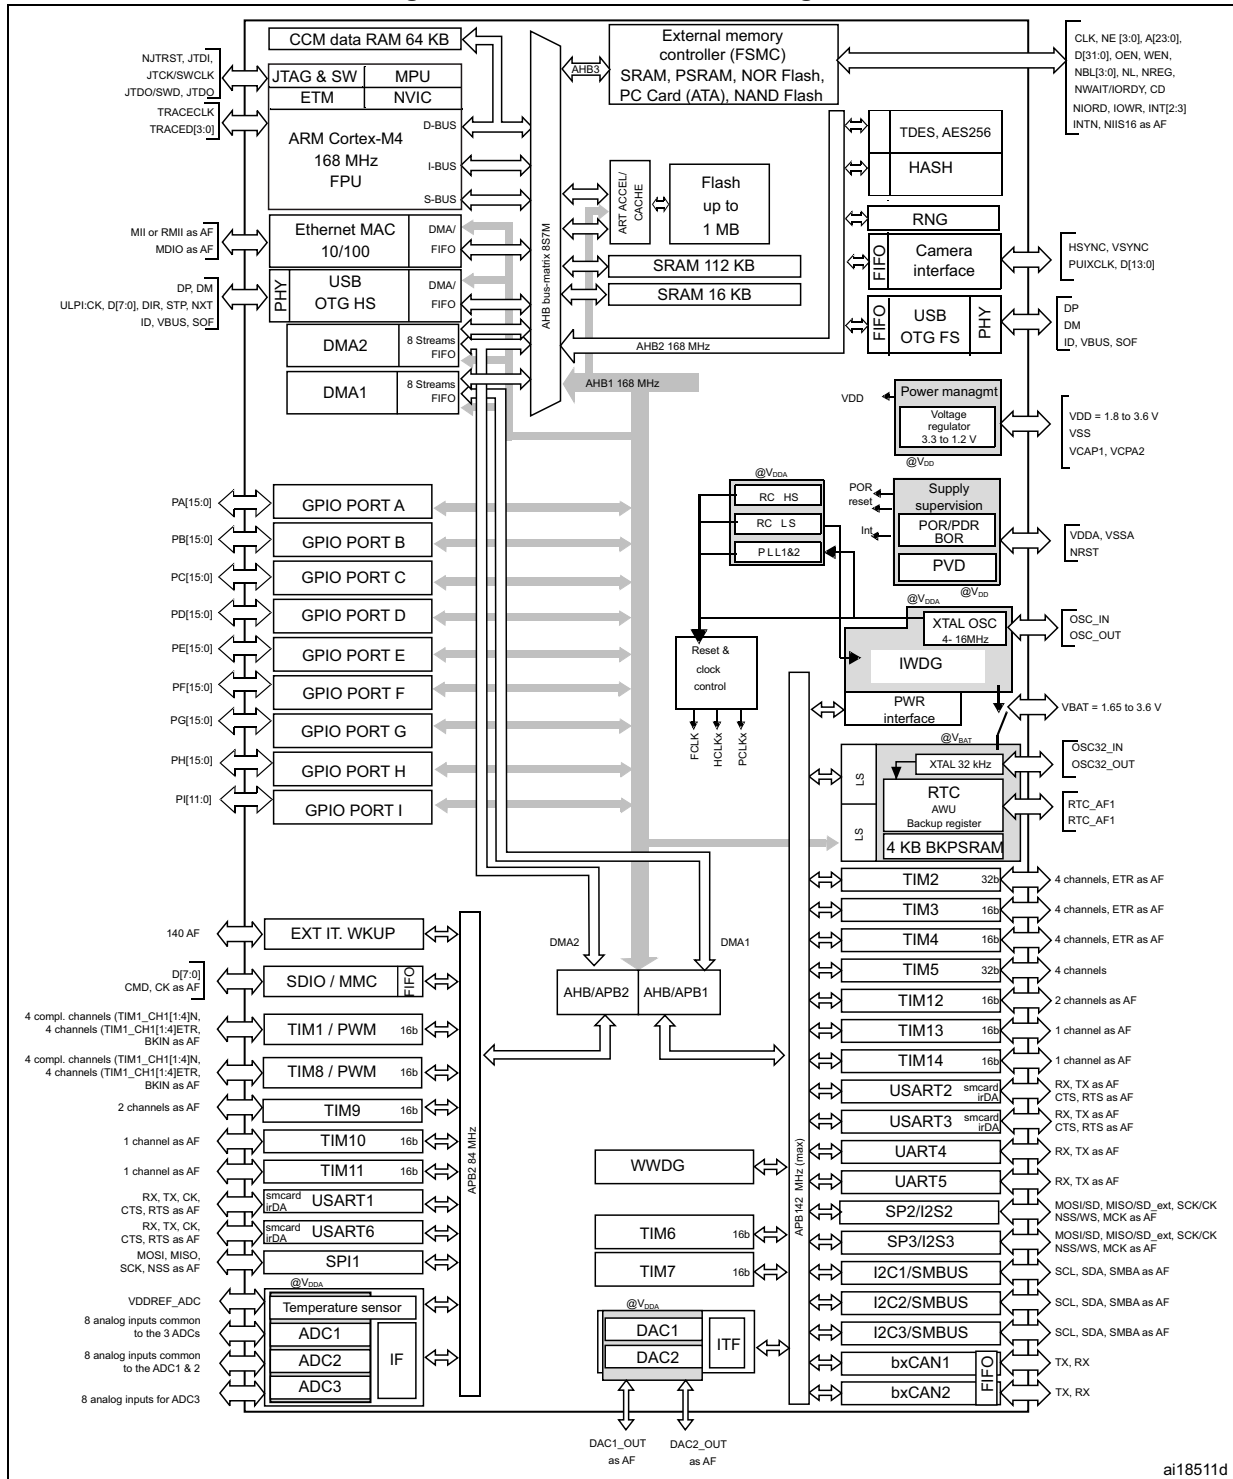 CCM data RAM 64 KB
External memory
controller (FSMC)
SRAM, PSRAM, NOR Flash,
PC Card (ATA), NAND Flash
CLK, NE [3:0], A[23:0],
D[31:0], OEN, WEN,
NBL[3:0], NL, NREG,
NWAIT/IORDY, CD
NIORD, IOWR, INT[2:3]
INTN, NIIS16 as AF
AHB3
NJTRST, JTDI,
JTCK/SWCLK
JTDO/SWD, JTDO
TRACECLK
TRACED[3:0]
JTAG & SW
MPU
ETM
NVIC
ARM Cortex-M4
168 MHz
FPU
D-BUS
I-BUS
S-BUS
AHB bus-matrix 8S7M
ART ACCEL/
CACHE
Flash
up to
1 MB
SRAM 112 KB
SRAM 16 KB
AHB2 168 MHz
AHB1 168 MHz
TDES, AES256
HASH
RNG
FIFO
Camera
interface
HSYNC, VSYNC
PUIXCLK, D[13:0]
FIFO
USB
OTG FS
PHY
DP
DM
ID, VBUS, SOF
MII or RMII as AF
MDIO as AF
Ethernet MAC
10/100
DMA/
FIFO
DP, DM
ULPI:CK, D[7:0], DIR, STP, NXT
ID, VBUS, SOF
PHY
USB
OTG HS
DMA/
FIFO
DMA2
8 Streams
FIFO
DMA1
8 Streams
FIFO
VDD
Power managmt
Voltage
regulator
3.3 to 1.2 V
@VDD
VDD = 1.8 to 3.6 V
VSS
VCAP1, VCPA2
@VDDA
RC HS
RC LS
P L L1&2
POR
reset
Int
Supply
supervision
POR/PDR
BOR
PVD
@VDD
VDDA, VSSA
NRST
@VDDA
XTAL OSC
4- 16MHz
IWDG
OSC_IN
OSC_OUT
Reset &
clock
control
FCLK
HCLKx
PCLKx
PWR
interface
VBAT = 1.65 to 3.6 V
@VBAT
LS
LS
XTAL 32 kHz
RTC
AWU
Backup register
4 KB BKPSRAM
OSC32_IN
OSC32_OUT
RTC_AF1
RTC_AF1
PA[15:0]
GPIO PORT A
PB[15:0]
GPIO PORT B
PC[15:0]
GPIO PORT C
PD[15:0]
GPIO PORT D
PE[15:0]
GPIO PORT E
PF[15:0]
GPIO PORT F
PG[15:0]
GPIO PORT G
PH[15:0]
GPIO PORT H
PI[11:0]
GPIO PORT I
DMA2
DMA1
AHB/APB2
AHB/APB1
140 AF
EXT IT. WKUP
D[7:0]
CMD, CK as AF
SDIO / MMC
FIFO
4 compl. channels (TIM1_CH1[1:4]N,
4 channels (TIM1_CH1[1:4]ETR,
BKIN as AF
TIM1 / PWM
16b
4 compl. channels (TIM1_CH1[1:4]N,
4 channels (TIM1_CH1[1:4]ETR,
BKIN as AF
TIM8 / PWM
16b
2 channels as AF
TIM9
16b
1 channel as AF
TIM10
16b
1 channel as AF
TIM11
16b
RX, TX, CK,
CTS, RTS as AF
smcard
irDA
USART1
RX, TX, CK,
CTS, RTS as AF
smcard
irDA
USART6
MOSI, MISO,
SCK, NSS as AF
SPI1
@VDDA
VDDREF_ADC
Temperature sensor
8 analog inputs common
to the 3 ADCs
ADC1
8 analog inputs common
to the ADC1 & 2
ADC2
8 analog inputs for ADC3
ADC3
IF
APB2 84 MHz
WWDG
TIM6
16b
TIM7
16b
@VDDA
DAC1
DAC2
ITF
DAC1_OUT
as AF
DAC2_OUT
as AF
APB142 MHz (max)
TIM2
32b
4 channels, ETR as AF
TIM3
16b
4 channels, ETR as AF
TIM4
16b
4 channels, ETR as AF
TIM5
32b
4 channels
TIM12
16b
2 channels as AF
TIM13
16b
1 channel as AF
TIM14
16b
1 channel as AF
USART2
smcard
irDA
RX, TX as AF
CTS, RTS as AF
USART3
smcard
irDA
RX, TX as AF
CTS, RTS as AF
UART4
RX, TX as AF
UART5
RX, TX as AF
SP2/I2S2
MOSI/SD, MISO/SD_ext, SCK/CK
NSS/WS, MCK as AF
SP3/I2S3
MOSI/SD, MISO/SD_ext, SCK/CK
NSS/WS, MCK as AF
I2C1/SMBUS
SCL, SDA, SMBA as AF
I2C2/SMBUS
SCL, SDA, SMBA as AF
I2C3/SMBUS
SCL, SDA, SMBA as AF
bxCAN1
TX, RX
bxCAN2
FIFO
TX, RX
ai18511d